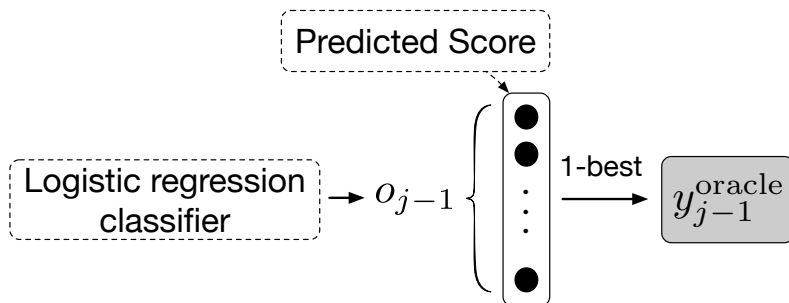 Predicted Score
1-best
Logistic regression
classifier
o_{j-1}
y_{j-1}^{oracle}